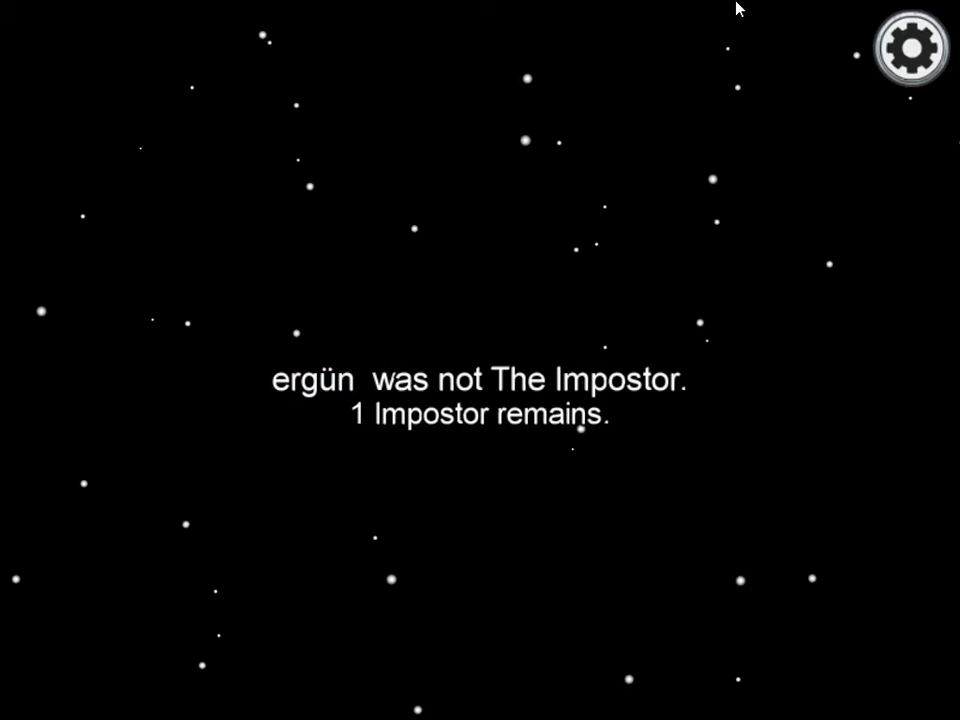 ergün  was not The Impostor.
1 Impostor remains.